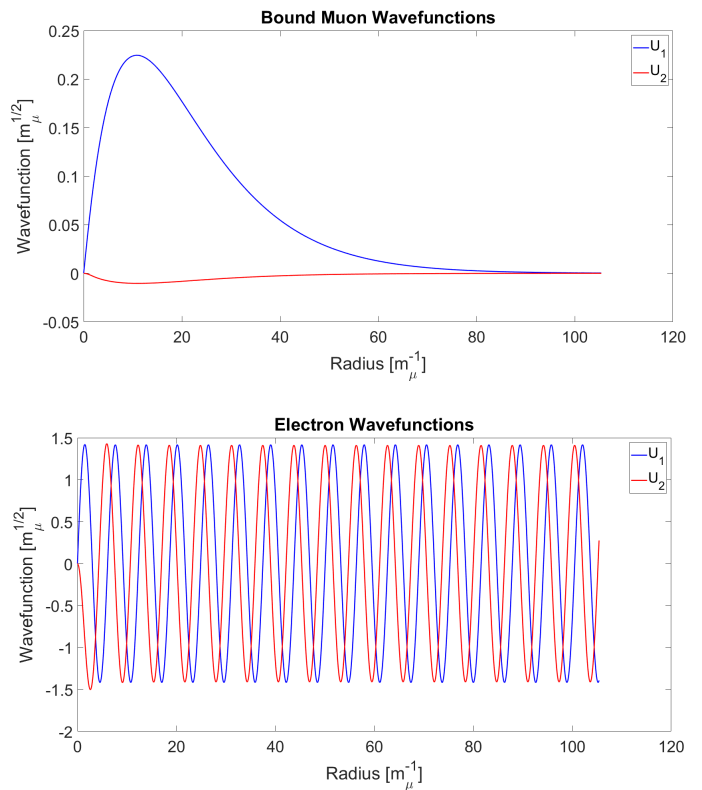 Bound Muon Wavefunctions
0.25
0.2
0.15
0.1
0.05
0
-0.05
Wavefunction [m_μ^1/2]
U_1
U_2
0 20 40 60 80 100 120
Radius [m_μ^-1]
Electron Wavefunctions
1.5
1
0.5
0
-0.5
-1
-1.5
-2
Wavefunction [m_μ^1/2]
U_1
U_2
0 20 40 60 80 100 120
Radius [m_μ^-1]